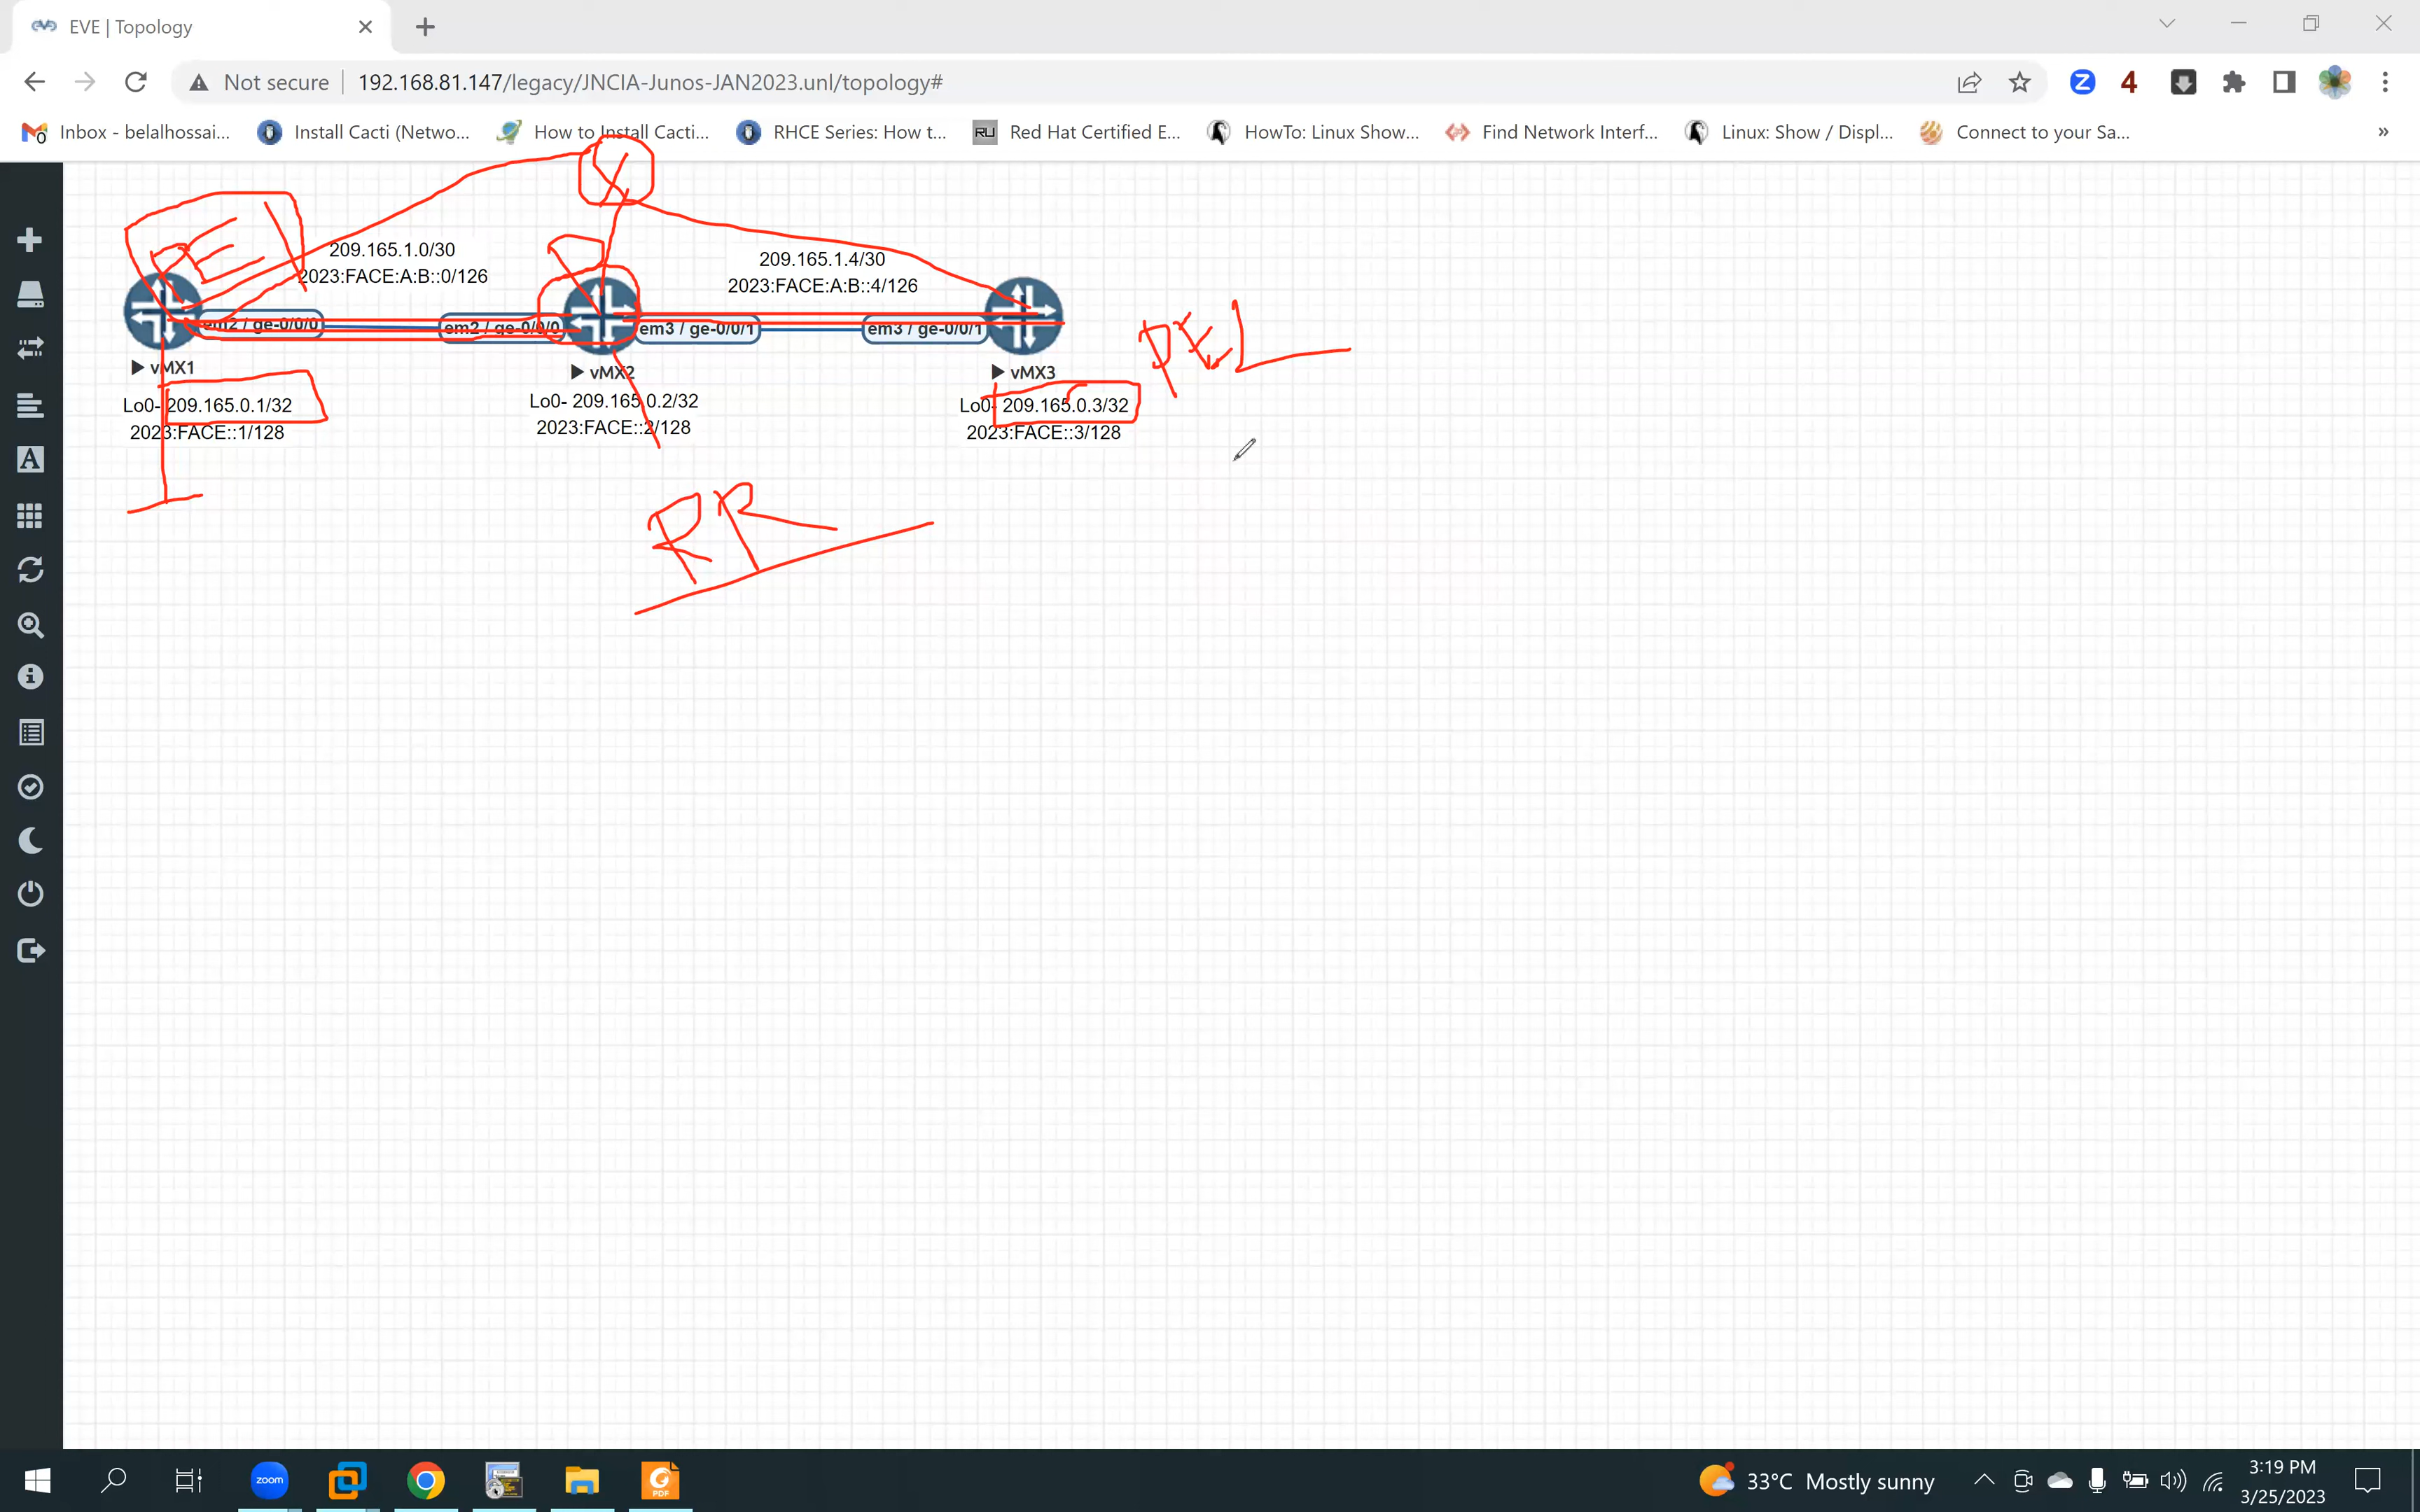 EVE | Topology
Not secure
192.168.81.147/legacy/JNCIA-Junos-JAN2023.unl/topology#
4
Inbox - belalhossai...
Install Cacti (Netwo...
How to Install Cacti...
RHCE Series: How t...
RU
Red Hat Certified E...
HowTo: Linux Show...
Find Network Interf...
Linux: Show / Displ...
Connect to your Sa...
»
PE1
209.165.1.0/30
2023:FACE:A:B::0/126
209.165.1.4/30
2023:FACE:A:B::4/126
em2 / ge-0/0/0
em2 / ge-0/0/0
em3 / ge-0/0/1
em3 / ge-0/0/1
vMX1
vMX2
vMX3
Lo0- 209.165.0.1/32
2023:FACE::1/128
Lo0- 209.165.0.2/32
2023:FACE::2/128
Lo0- 209.165.0.3/32
2023:FACE::3/128
RR
zoom
PDF
33°C Mostly sunny
3:19 PM
3/25/2023